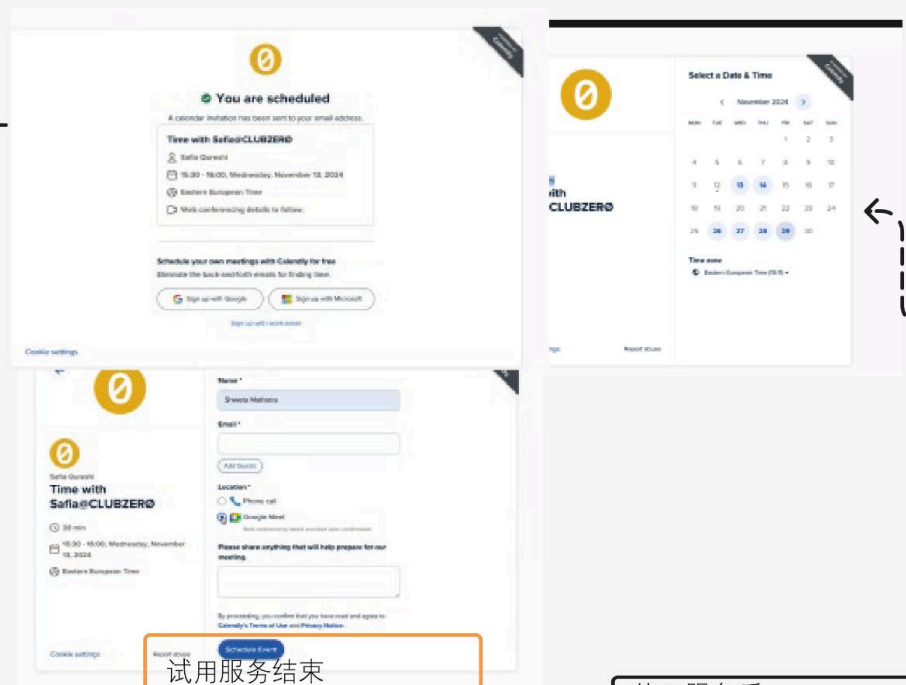 You are scheduled
A calendar invitation has been sent to your email address.
Time with Safia@CLUBZERØ
Safia Qureshi
15:30 - 16:00, Wednesday, November 13, 2024
Eastern European Time
Web conferencing details to follow.
Schedule your own meetings with Calendly for free
Eliminate the back-and-forth emails for finding time.
Sign up with Google
Sign up with Microsoft
Sign up with work email
Cookie settings
Calendly
Select a Date & Time
November 2024
MON TUE WED THU FRI SAT SUN
1 2 3
4 5 6 7 8 9 10
11 12 13 14 15 16 17
18 19 20 21 22 23 24
25 26 27 28 29 30
Time zone
Eastern European Time
with
CLUBZERØ
Report abuse
Safia Qureshi
Time with
Safia@CLUBZERØ
30 min
15:30 - 16:00, Wednesday, November
13, 2024
Eastern European Time
Cookie settings
Report abuse
Name *
Shweta Malhotra
Email *
Add Guests
Location *
Phone call
Google Meet
Web conferencing details provided upon confirmation.
Please share anything that will help prepare for our
meeting.
By proceeding, you confirm that you have read and agree to
Calendly's Terms of Use and Privacy Notice.
Schedule Event
试用服务结束